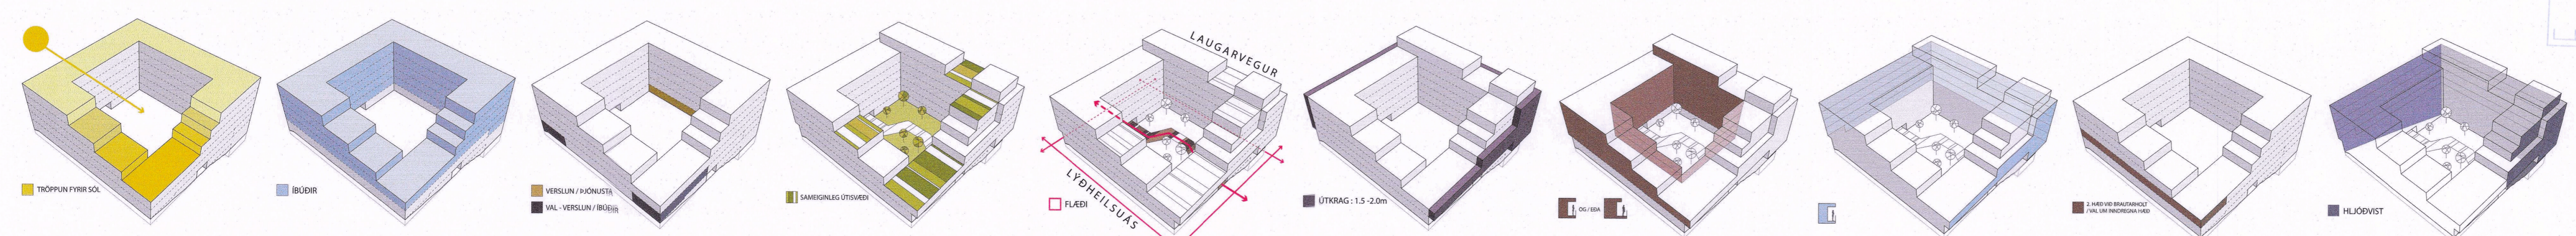 TRÖPPUN FYRIR SÓL
ÍBÚÐIR
VERSLUN / ÞJÓNUSTA
VAL - VERSLUN / ÍBÚÐIR
SAMEIGINLEG ÚTISVÆÐI
LAUGARVEGUR
LÝÐHEILSUÁS
FLÆÐI
ÚTKRAG : 1.5 -2.0m
OG / EÐA
2. HÆÐ VIÐ BRAUTARHOLT
/ VAL UM INNDREGNA HÆÐ
HLJÓÐVIST